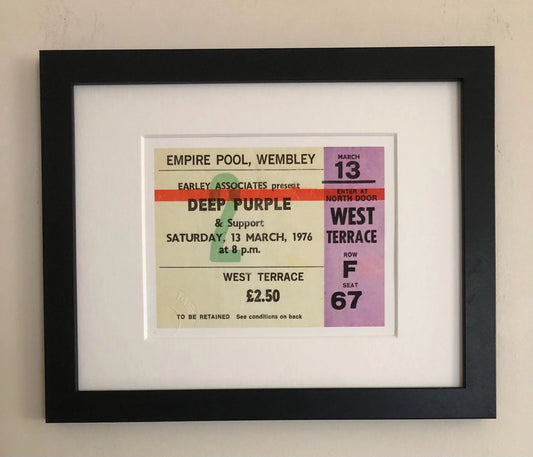 EMPIRE POOL, WEMBLEY
EARLEY ASSOCIATES present
DEEP PURPLE
& Support
SATURDAY, 13 MARCH, 1976
at 8 p.m.
2
WEST TERRACE
£2.50
TO BE RETAINED See conditions on back
MARCH
13
ENTER AT
NORTH DOOR
WEST
TERRACE
ROW
F
SEAT
67